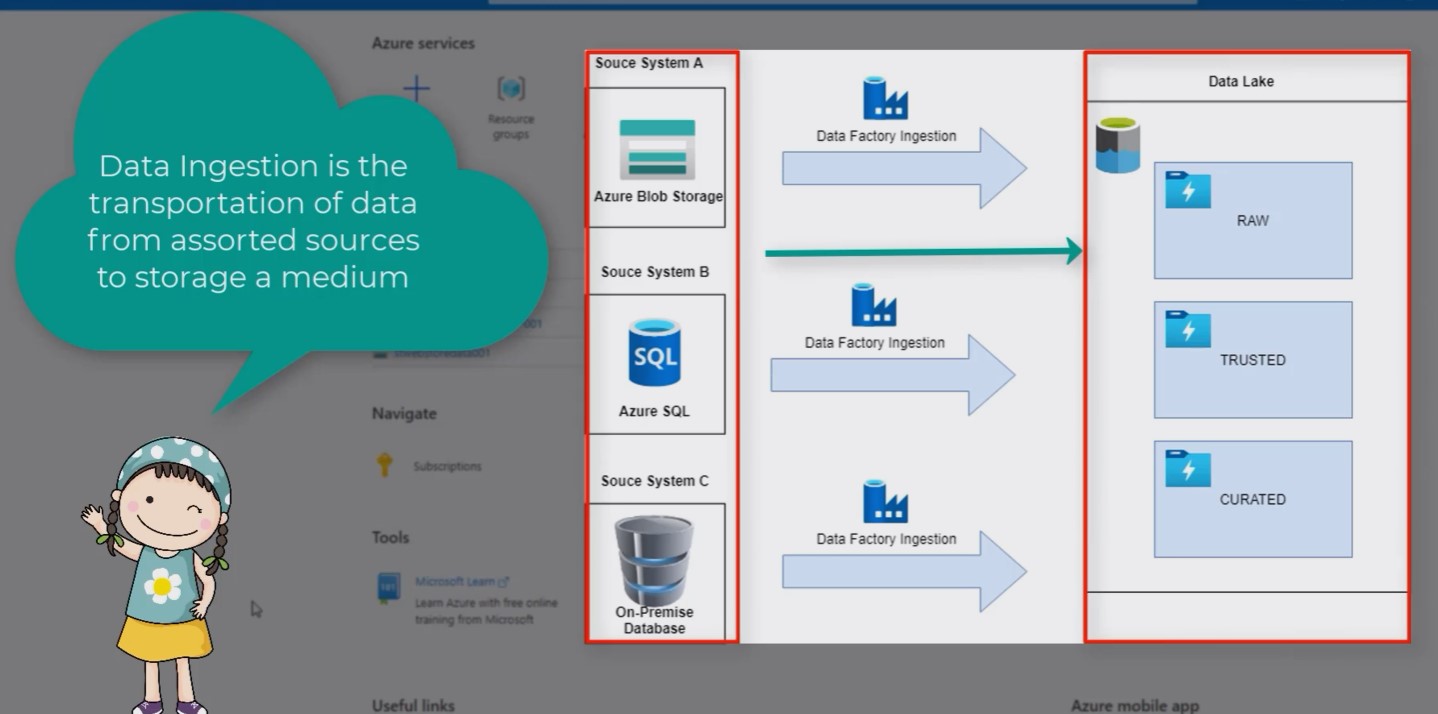 Azure services
Resource
groups
Data Ingestion is the
transportation of data
from assorted sources
to storage a medium
001
Navigate
Subscriptions
Tools
Microsoft Learn
Learn Azure with free online
training from Microsoft
Useful links
Azure mobile app
Souce System A
Azure Blob Storage
Souce System B
SQL
Azure SQL
Souce System C
On-Premise
Database
Data Factory Ingestion
Data Factory Ingestion
Data Factory Ingestion
Data Lake
RAW
TRUSTED
CURATED